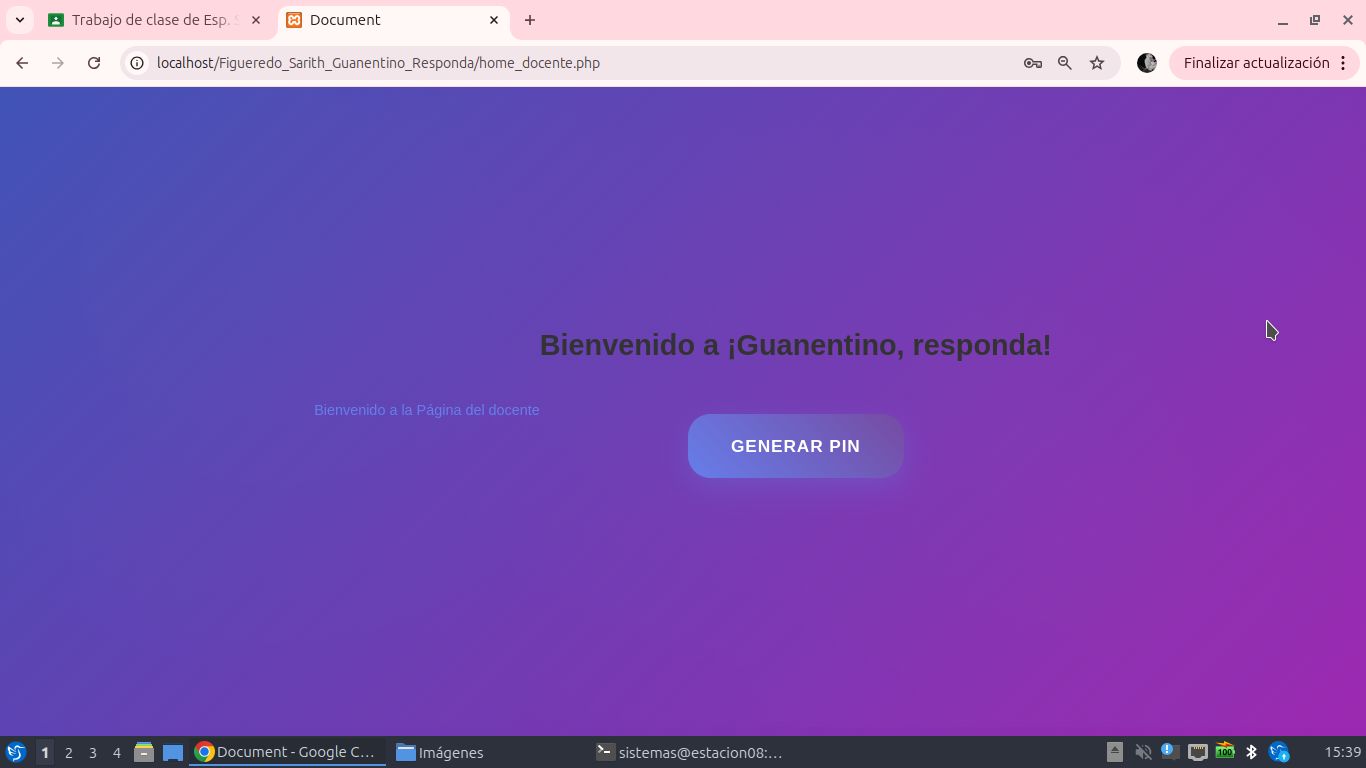 Trabajo de clase de Esp.
Document
localhost/Figueredo_Sarith_Guanentino_Responda/home_docente.php
Finalizar actualización
Bienvenido a ¡Guanentino, responda!
Bienvenido a la Página del docente
GENERAR PIN
1 2 3 4
Document - Google C...
Imágenes
sistemas@estacion08:...
100
15:39